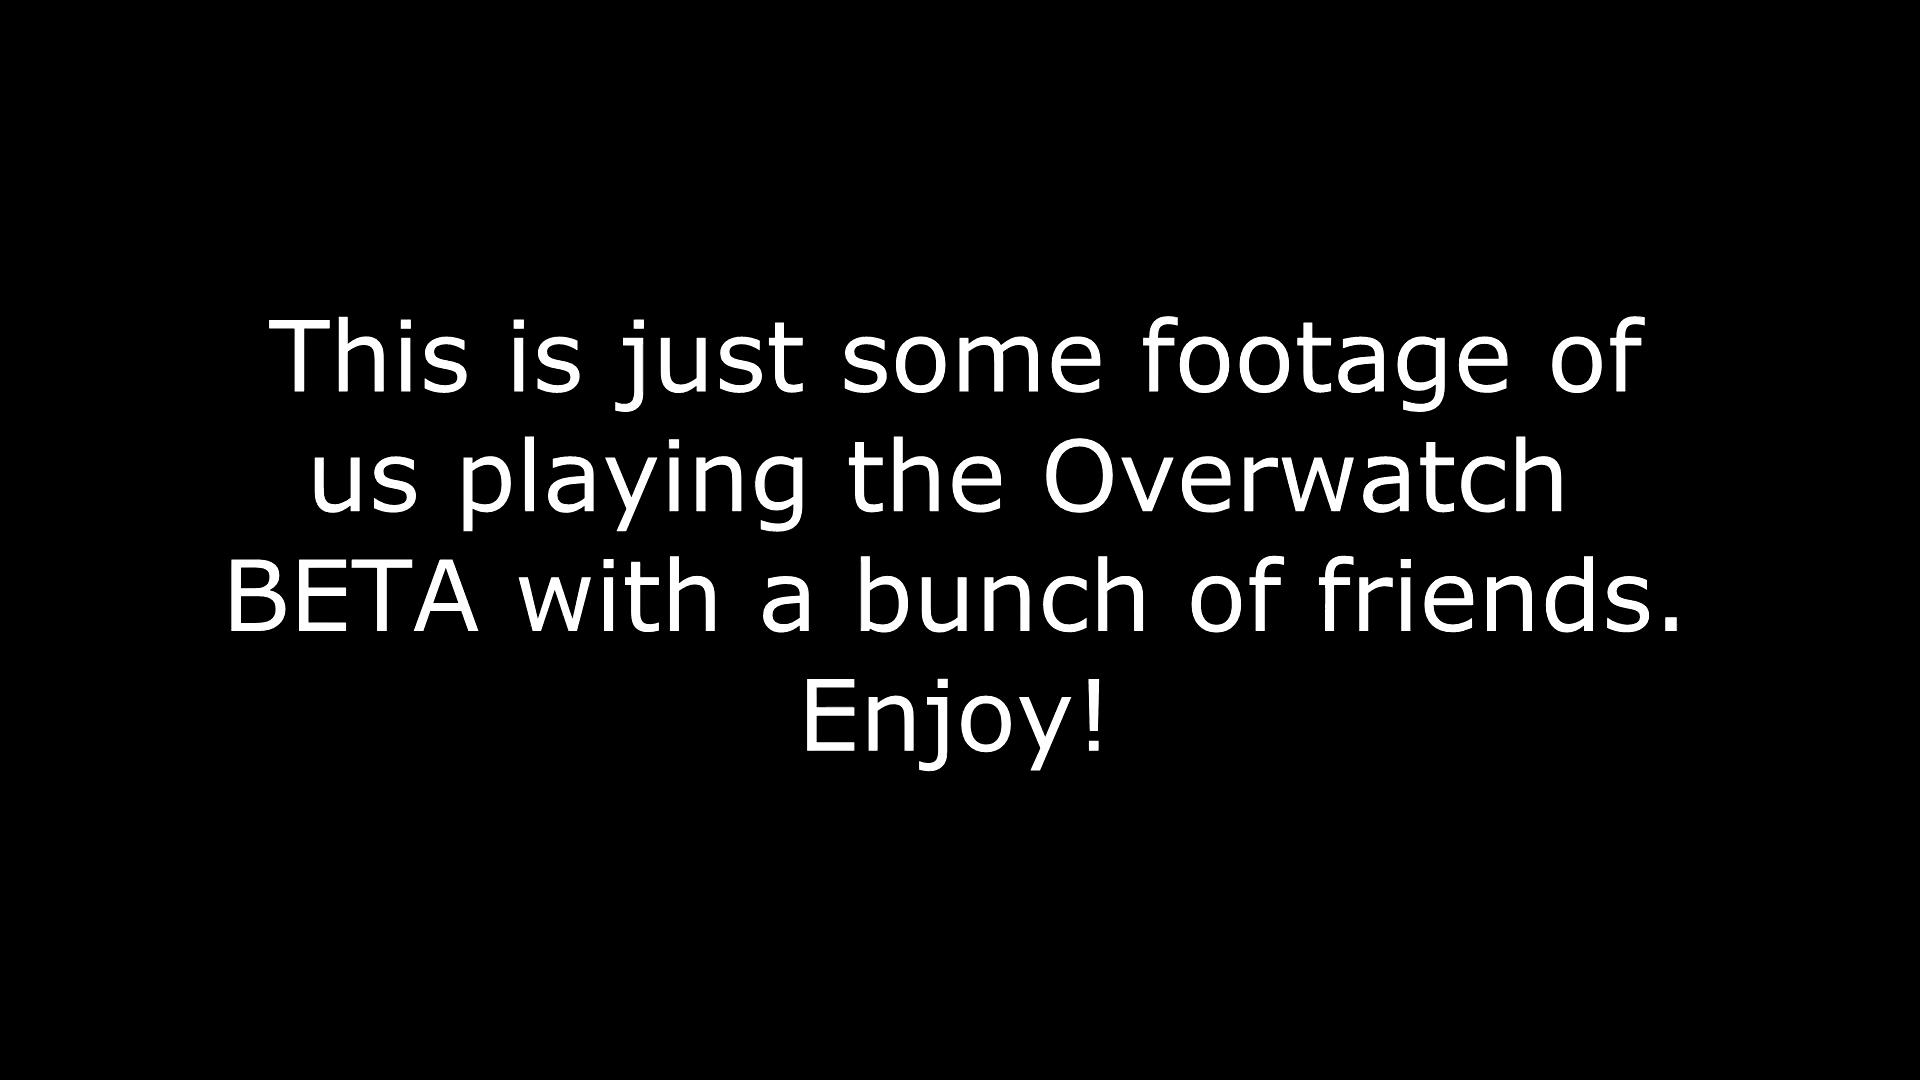 This is just some footage of
us playing the Overwatch
BETA with a bunch of friends.
Enjoy!